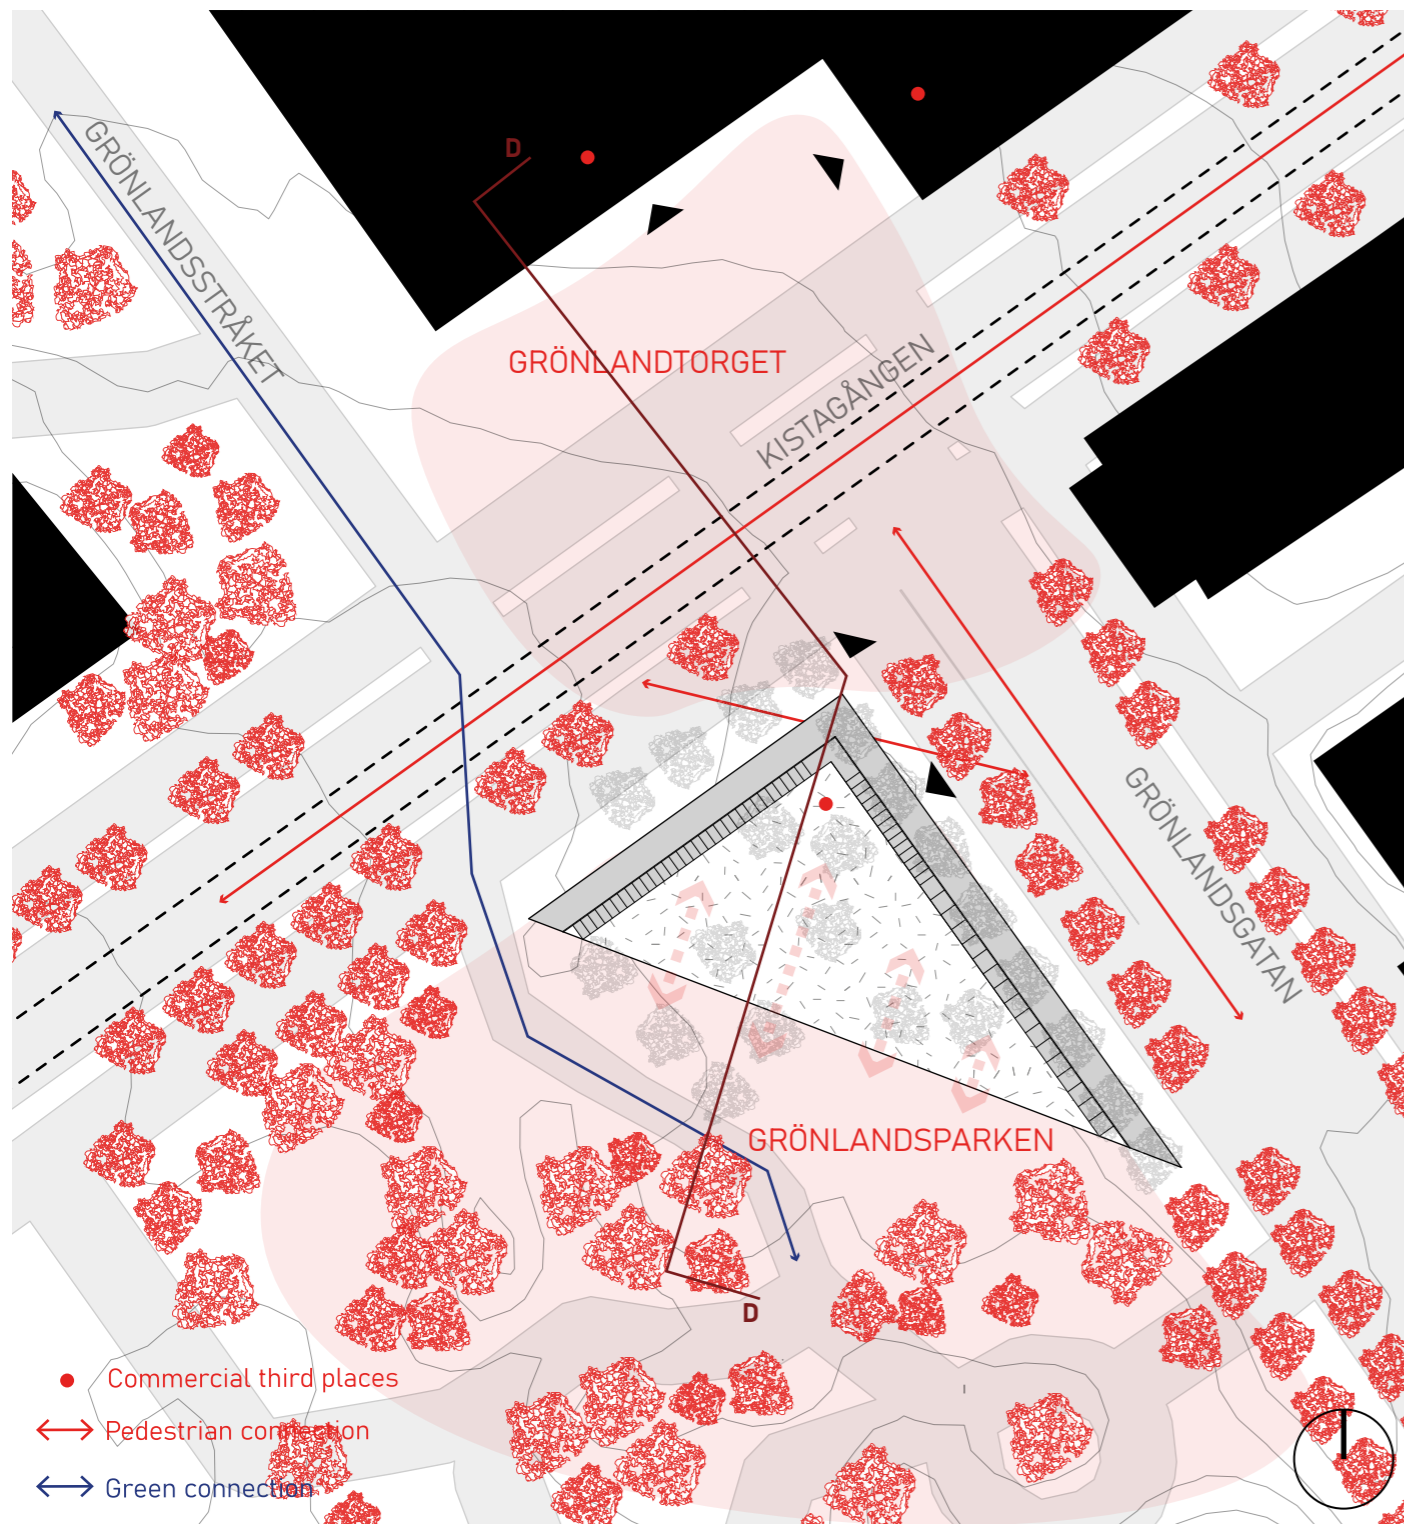 D
GRÖNLANDSSTRÅKET
GRÖNLANDTORGET
KISTAGÅNGEN
GRÖNLANDSGATAN
GRÖNLANDSPARKEN
D
Commercial third places
Pedestrian connection
Green connection